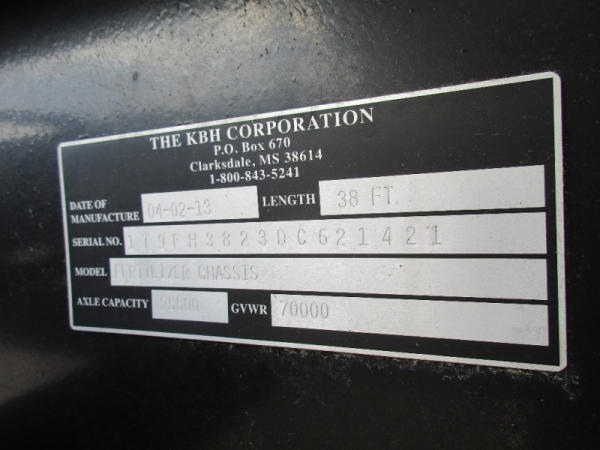 THE KBH CORPORATION
P.O. Box 670
Clarksdale, MS 38614
1-800-843-5241
DATE OF MANUFACTURE 04-02-13 LENGTH 38 FT.
SERIAL NO. 1T9FH3823DC621421
MODEL FERTILIZER CHASSIS
AXLE CAPACITY GVWR 70000